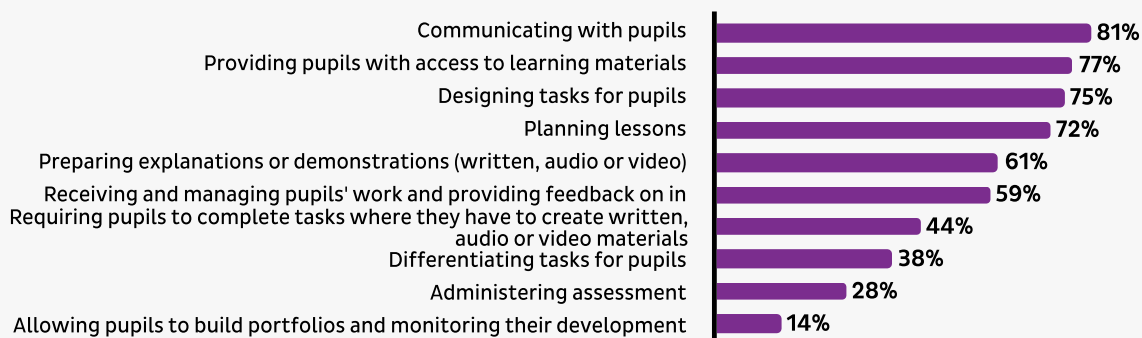 Communicating with pupils 81%
Providing pupils with access to learning materials 77%
Designing tasks for pupils 75%
Planning lessons 72%
Preparing explanations or demonstrations (written, audio or video) 61%
Receiving and managing pupils' work and providing feedback on in 59%
Requiring pupils to complete tasks where they have to create written,
audio or video materials 44%
Differentiating tasks for pupils 38%
Administering assessment 28%
Allowing pupils to build portfolios and monitoring their development 14%